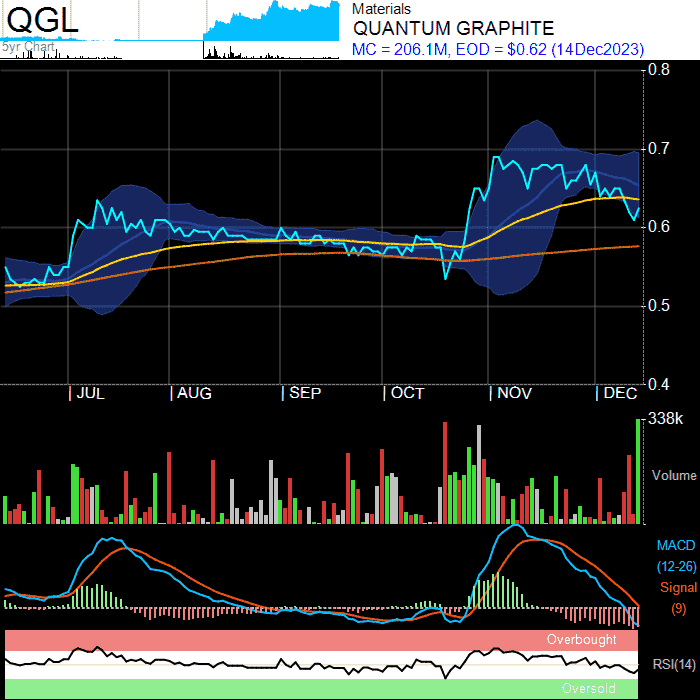 QGL
5yr Chart
Materials
QUANTUM GRAPHITE
MC = 206.1M, EOD = $0.62 (14Dec2023)
0.8
0.7
0.6
0.5
0.4
JUL AUG SEP OCT NOV DEC
338k
Volume
MACD
(12-26)
Signal
(9)
Overbought
RSI(14)
Oversold